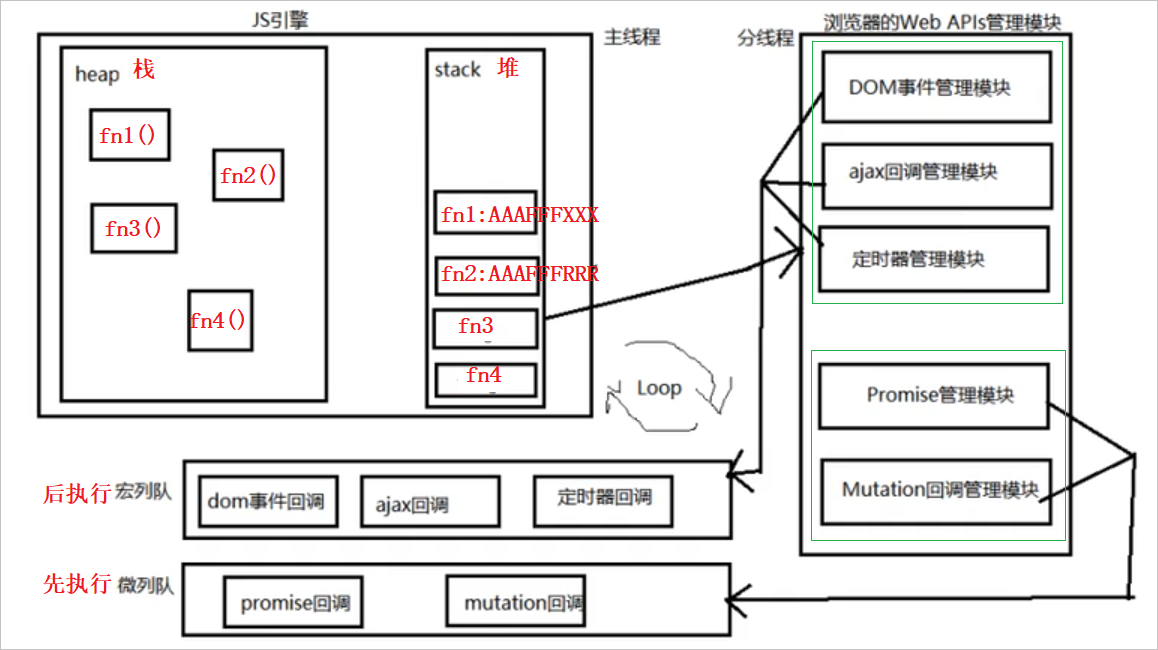 JS引擎
浏览器的Web APIs管理模块
主线程
分线程
heap 栈
stack 堆
fn1()
fn2()
fn3()
fn4()
fn1:AAAFFFXXX
fn2:AAAFFFRRR
fn3
fn4
DOM事件管理模块
ajax回调管理模块
定时器管理模块
Loop
Promise管理模块
Mutation回调管理模块
后执行 宏列队
dom事件回调
ajax回调
定时器回调
先执行 微列队
promise回调
mutation回调